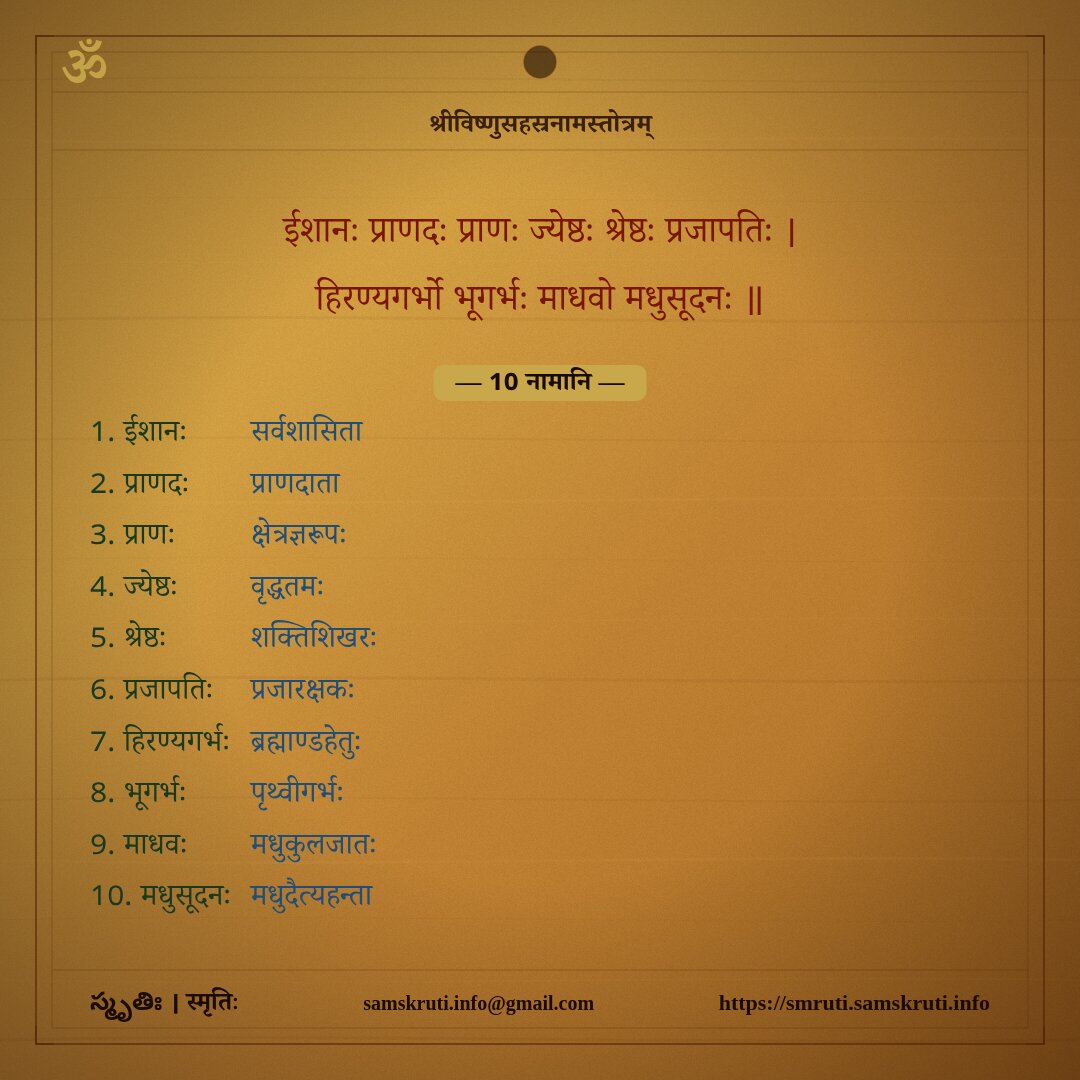 ॐ
श्रीविष्णुसहस्रनामस्तोत्रम्
ईशानः प्राणदः प्राणः ज्येष्ठः श्रेष्ठः प्रजापतिः |
हिरण्यगर्भो भूगर्भः माधवो मधुसूदनः ||
— 10 नामानि —
1. ईशानः सर्वशासिता
2. प्राणदः प्राणदाता
3. प्राणः क्षेत्रज्ञरूपः
4. ज्येष्ठः वृद्धतमः
5. श्रेष्ठः शक्तिशिखरः
6. प्रजापतिः प्रजारक्षकः
7. हिरण्यगर्भः ब्रह्माण्डहेतुः
8. भूगर्भः पृथ्वीगर्भः
9. माधवः मधुकुलजातः
10. मधुसूदनः मधुदैत्यहन्ता
స్మృతిః | स्मृतिः samskruti.info@gmail.com https://smruti.samskruti.info